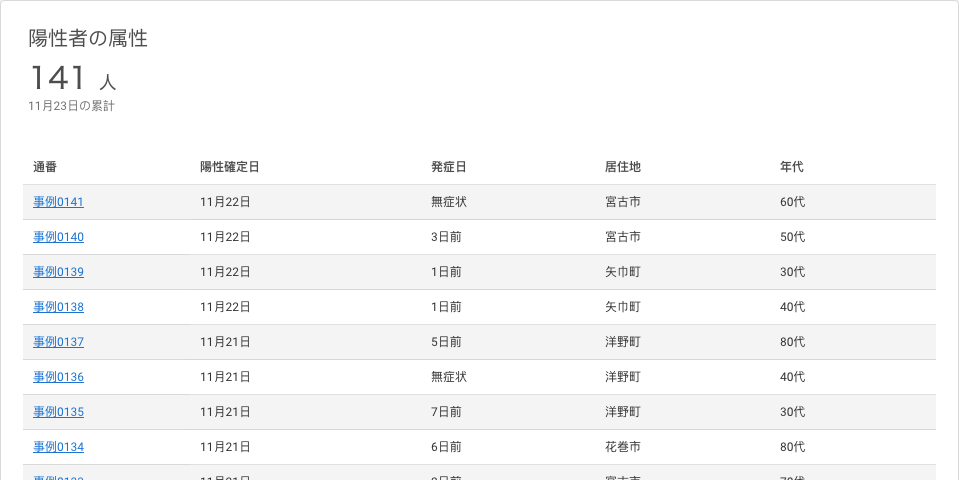 陽性者の属性
141 人
11月23日の累計
通番 陽性確定日 発症日 居住地 年代
事例0141 11月22日 無症状 宮古市 60代
事例0140 11月22日 3日前 宮古市 50代
事例0139 11月22日 1日前 矢巾町 30代
事例0138 11月22日 1日前 矢巾町 40代
事例0137 11月21日 5日前 洋野町 80代
事例0136 11月21日 無症状 洋野町 40代
事例0135 11月21日 7日前 洋野町 30代
事例0134 11月21日 6日前 花巻市 80代